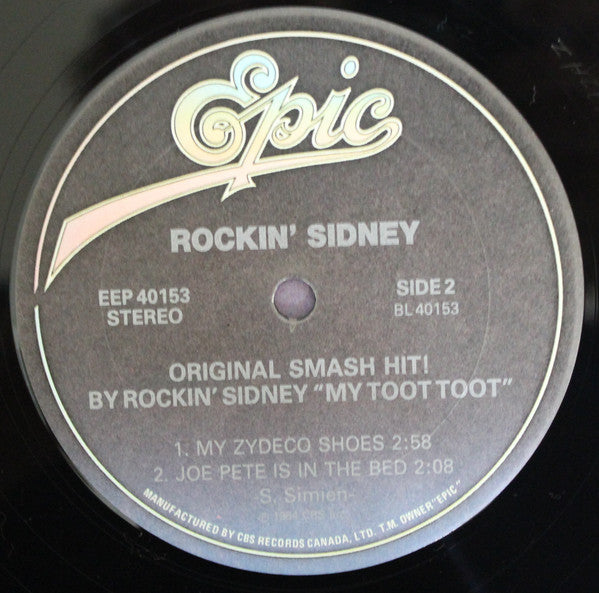 Epic
ROCKIN' SIDNEY
EEP 40153
STEREO
SIDE 2
BL 40153
ORIGINAL SMASH HIT!
BY ROCKIN' SIDNEY "MY TOOT TOOT"
1. MY ZYDECO SHOES 2:58
2. JOE PETE IS IN THE BED 2:08
-S. Simien-
1984 CBS
MANUFACTURED BY CBS RECORDS CANADA, LTD. T.M. OWNER "EPIC"